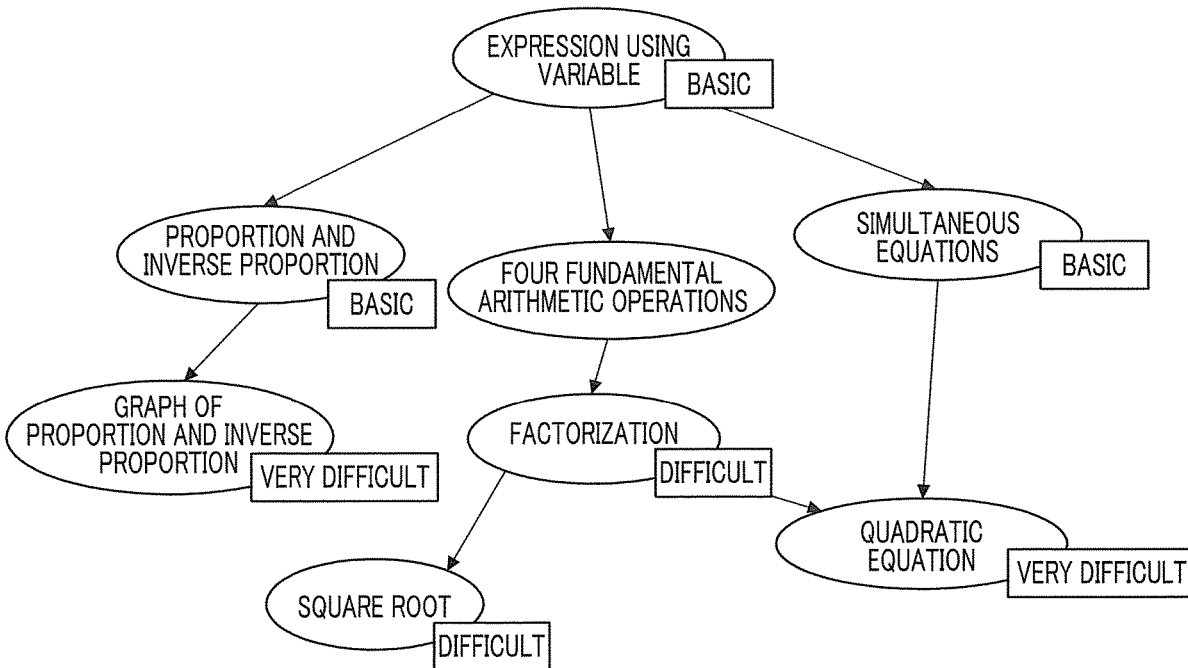 EXPRESSION USING
VARIABLE
BASIC
PROPORTION AND
INVERSE PROPORTION
BASIC
FOUR FUNDAMENTAL
ARITHMETIC OPERATIONS
SIMULTANEOUS
EQUATIONS
BASIC
GRAPH OF
PROPORTION AND INVERSE
PROPORTION
VERY DIFFICULT
FACTORIZATION
DIFFICULT
QUADRATIC
EQUATION
VERY DIFFICULT
SQUARE ROOT
DIFFICULT